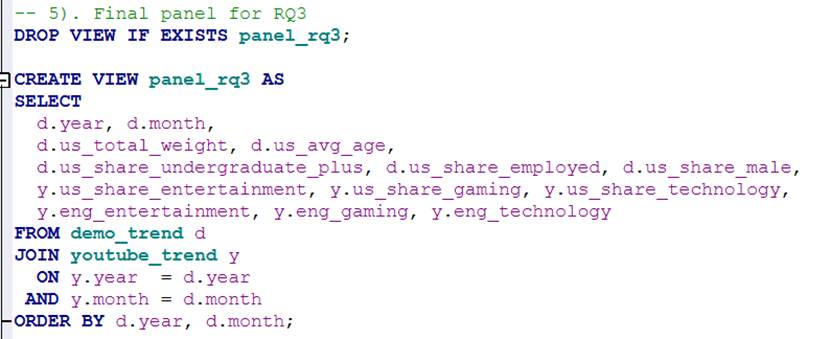 -- 5). Final panel for RQ3
DROP VIEW IF EXISTS panel_rq3;
CREATE VIEW panel_rq3 AS
SELECT
d.year, d.month,
d.us_total_weight, d.us_avg_age,
d.us_share_undergraduate_plus, d.us_share_employed, d.us_share_male,
y.us_share_entertainment, y.us_share_gaming, y.us_share_technology,
y.eng_entertainment, y.eng_gaming, y.eng_technology
FROM demo_trend d
JOIN youtube_trend y
ON y.year  = d.year
AND y.month = d.month
ORDER BY d.year, d.month;